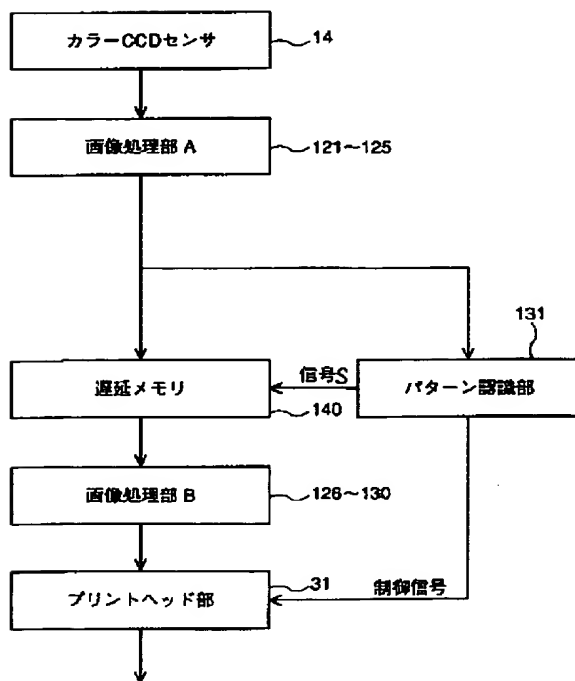 カラーCCDセンサ
14
画像処理部 A
121〜125
131
信号S
遅延メモリ
パターン認識部
140
画像処理部 B
126〜130
31
プリントヘッド部
制御信号